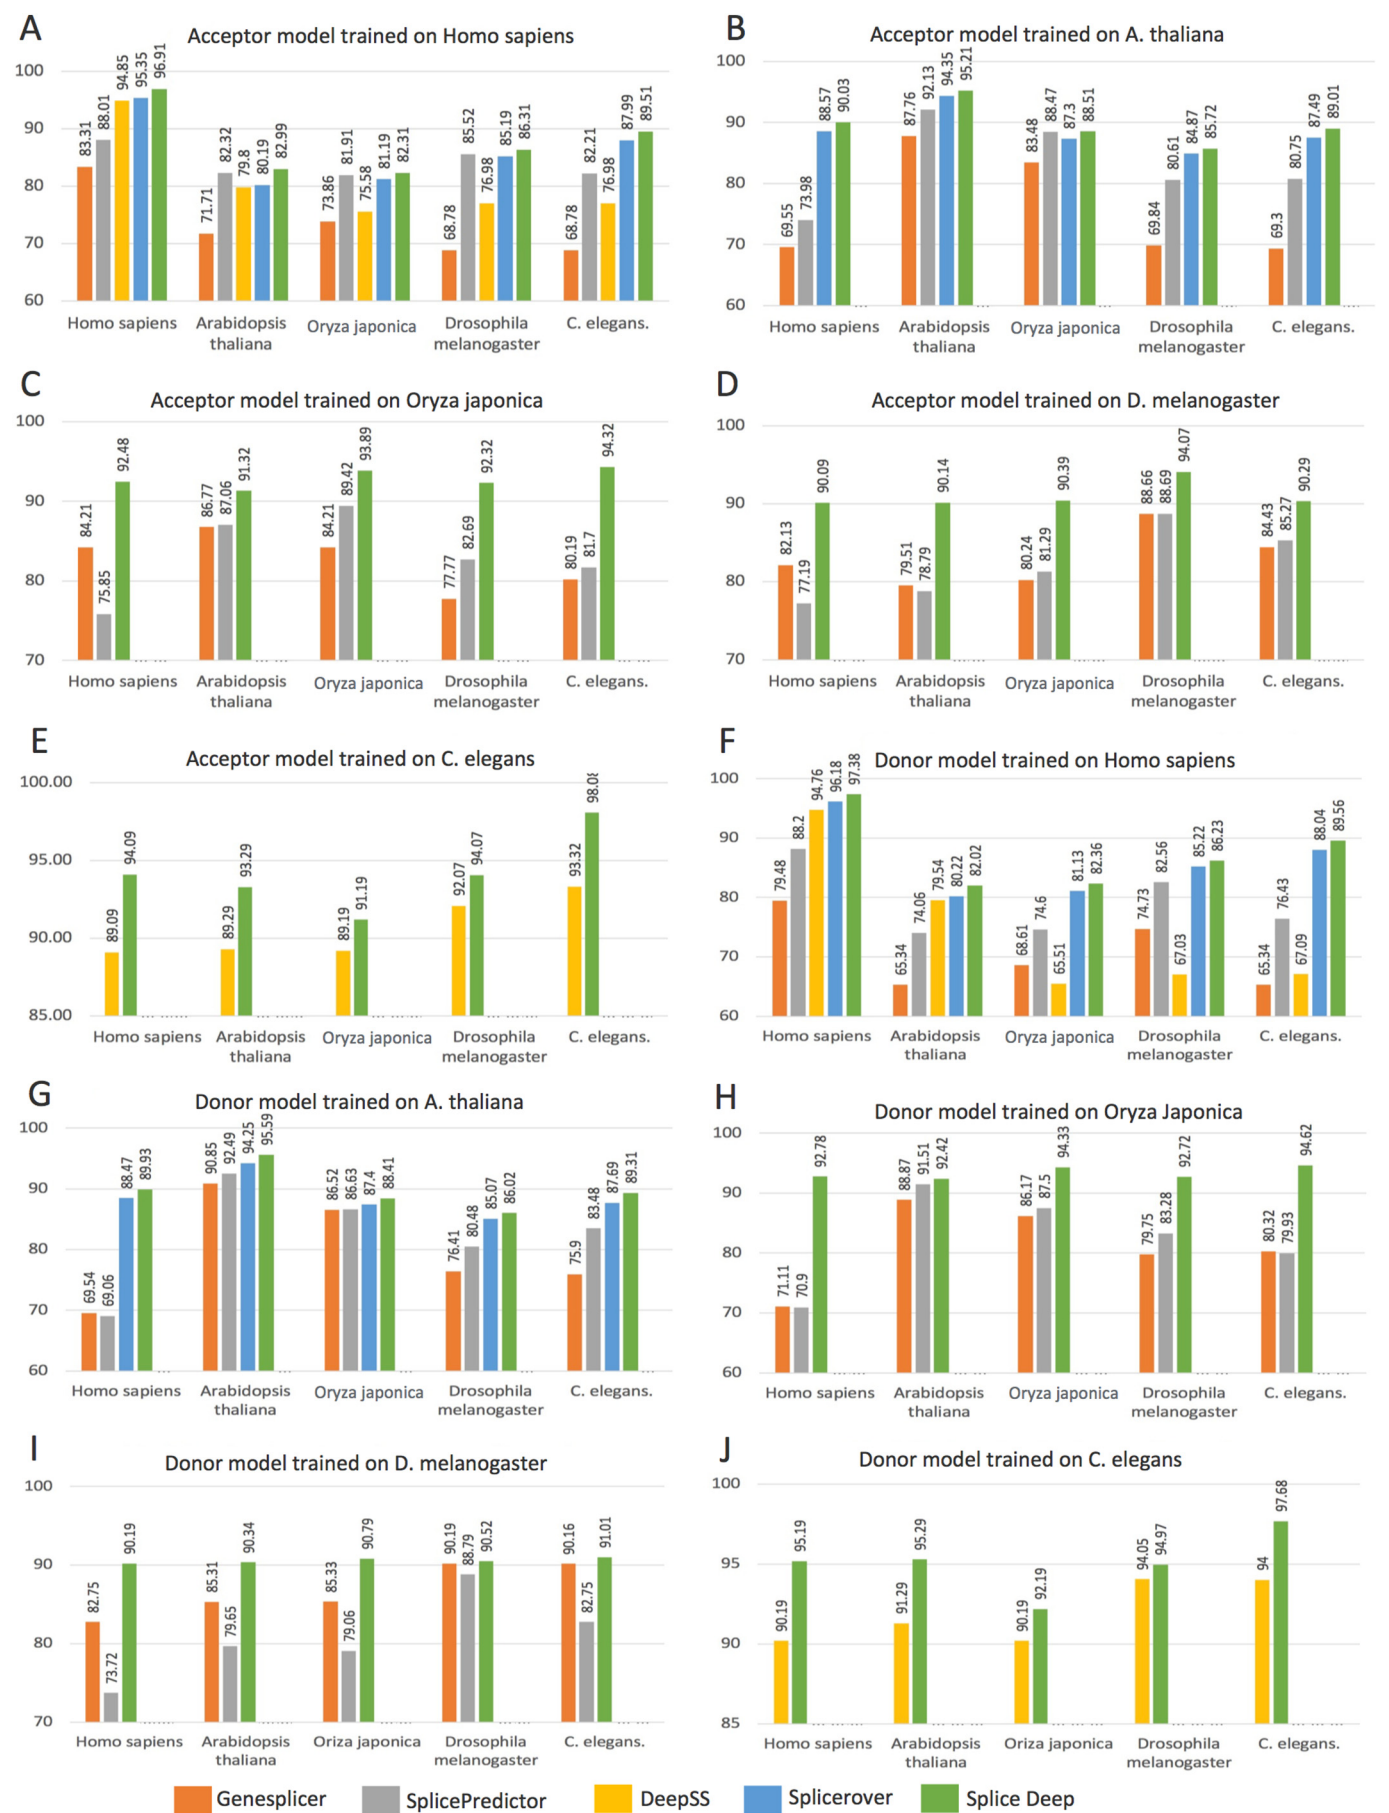 A
Acceptor model trained on Homo sapiens
100
90
80
70
60
83.31 88.01 94.85 95.35 96.91
71.71 82.32 79.8 80.19 82.99
73.86 81.91 75.58 81.19 82.31
68.78 85.52 76.98 85.19 86.31
68.78 82.21 76.98 87.99 89.51
Homo sapiens Arabidopsis thaliana Oryza japonica Drosophila melanogaster C. elegans.
B
Acceptor model trained on A. thaliana
100
90
80
70
60
69.55 73.98 88.57 90.03
87.76 92.13 94.35 95.21
83.48 88.47 87.3 88.51
69.84 80.61 84.87 85.72
69.3 80.75 87.49 89.01
Homo sapiens Arabidopsis thaliana Oryza japonica Drosophila melanogaster C. elegans.
C
Acceptor model trained on Oryza japonica
100
90
80
70
84.21 75.85 92.48
86.77 87.06 91.32
84.21 89.42 93.89
77.77 82.69 92.32
80.19 81.7 94.32
Homo sapiens Arabidopsis thaliana Oryza japonica Drosophila melanogaster C. elegans.
D
Acceptor model trained on D. melanogaster
100
90
80
70
82.13 77.19 90.09
79.51 78.79 90.14
80.24 81.29 90.39
88.66 88.69 94.07
84.43 85.27 90.29
Homo sapiens Arabidopsis thaliana Oryza japonica Drosophila melanogaster C. elegans.
E
Acceptor model trained on C. elegans
100.00
95.00
90.00
85.00
89.09 94.09
89.29 93.29
89.19 91.19
92.07 94.07
93.32 98.08
Homo sapiens Arabidopsis thaliana Oryza japonica Drosophila melanogaster C. elegans.
F
Donor model trained on Homo sapiens
100
90
80
70
60
79.48 88.2 94.76 96.18 97.38
65.34 74.06 79.54 80.22 82.02
68.61 74.6 65.51 81.13 82.36
74.73 82.56 67.03 85.22 86.23
65.34 76.43 67.09 88.04 89.56
Homo sapiens Arabidopsis thaliana Oryza japonica Drosophila melanogaster C. elegans.
G
Donor model trained on A. thaliana
100
90
80
70
60
69.54 69.06 88.47 89.93
90.85 92.49 94.25 95.59
86.52 86.63 87.4 88.41
76.41 80.48 85.07 86.02
75.9 83.48 87.69 89.31
Homo sapiens Arabidopsis thaliana Oryza japonica Drosophila melanogaster C. elegans.
H
Donor model trained on Oryza Japonica
100
90
80
70
60
71.11 70.9 92.78
88.87 91.51 92.42
86.17 87.5 94.33
79.75 83.28 92.72
80.32 79.93 94.62
Homo sapiens Arabidopsis thaliana Oryza japonica Drosophila melanogaster C. elegans.
I
Donor model trained on D. melanogaster
100
90
80
70
82.75 73.72 90.19
85.31 79.65 90.34
85.33 79.06 90.79
90.19 88.79 90.52
90.16 82.75 91.01
Homo sapiens Arabidopsis thaliana Oriza japonica Drosophila melanogaster C. elegans.
J
Donor model trained on C. elegans
100
95
90
85
90.19 95.19
91.29 95.29
90.19 92.19
94.05 94.97
94 97.68
Homo sapiens Arabidopsis thaliana Oriza japonica Drosophila melanogaster C. elegans.
Genesplicer SplicePredictor DeepSS Splicerover Splice Deep